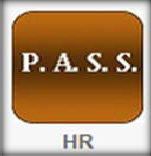 P. A. S. S.
HR